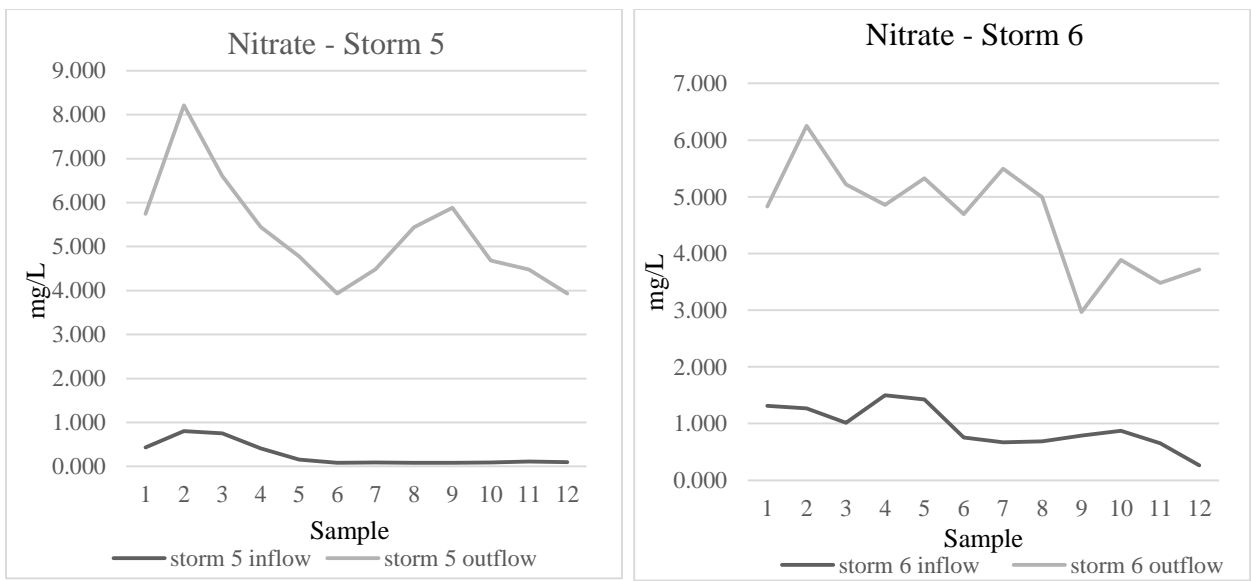 Nitrate - Storm 5
9.000
8.000
7.000
6.000
5.000
4.000
3.000
2.000
1.000
0.000
mg/L
1 2 3 4 5 6 7 8 9 10 11 12
Sample
storm 5 inflow storm 5 outflow
Nitrate - Storm 6
7.000
6.000
5.000
4.000
3.000
2.000
1.000
0.000
mg/L
1 2 3 4 5 6 7 8 9 10 11 12
Sample
storm 6 inflow storm 6 outflow